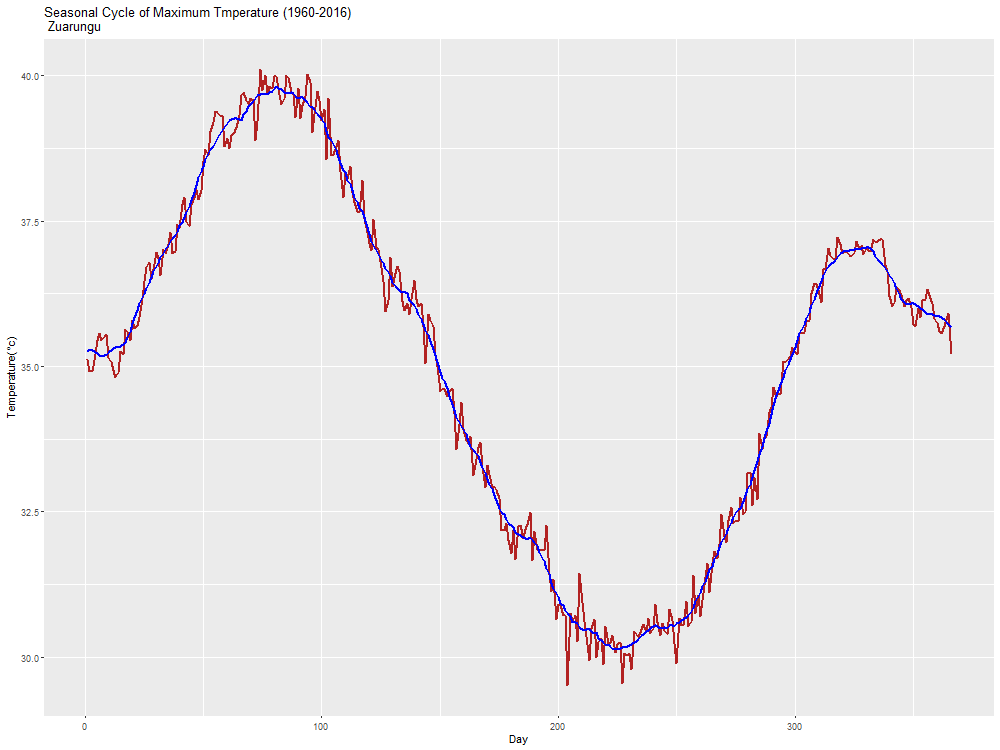 Seasonal Cycle of Maximum Tmperature (1960-2016)
Zuarungu
40.0
37.5
35.0
32.5
30.0
Temperature(°c)
0
100
200
300
Day